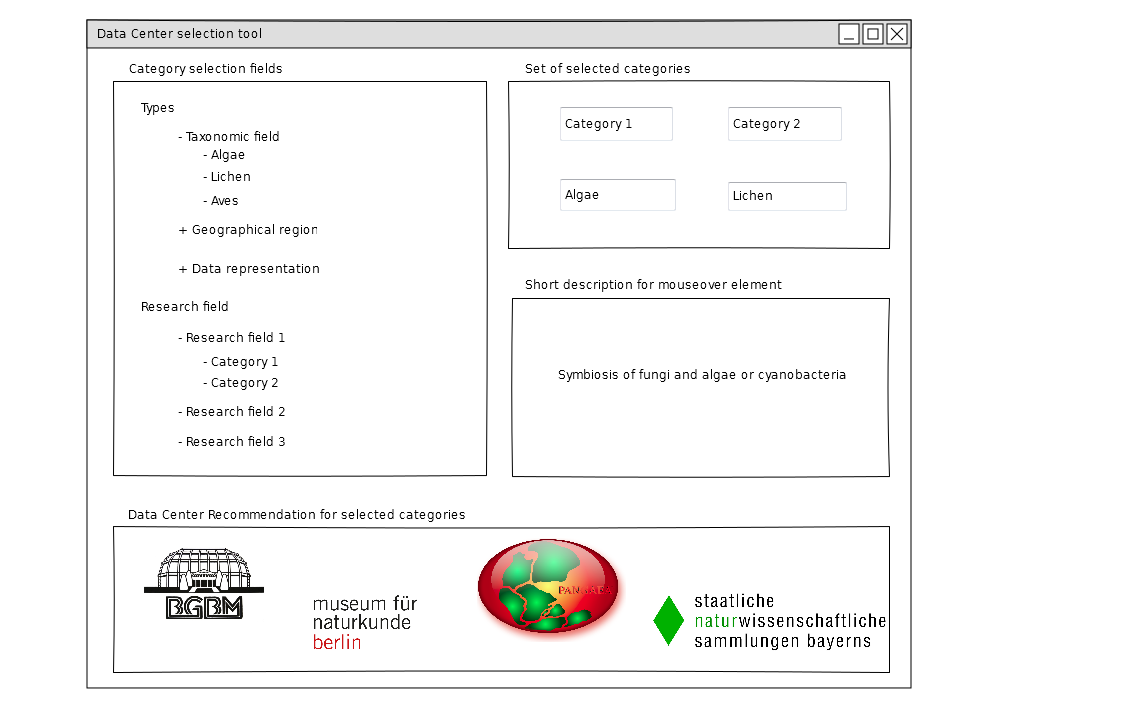 Data Center selection tool
Category selection fields
Types
- Taxonomic field
- Algae
- Lichen
- Aves
+ Geographical region
+ Data representation
Research field
- Research field 1
- Category 1
- Category 2
- Research field 2
- Research field 3
Set of selected categories
Category 1
Category 2
Algae
Lichen
Short description for mouseover element
Symbiosis of fungi and algae or cyanobacteria
Data Center Recommendation for selected categories
BGBM
museum für
naturkunde
berlin
PANGAEA
staatliche
naturwissenschaftliche
sammlungen bayerns